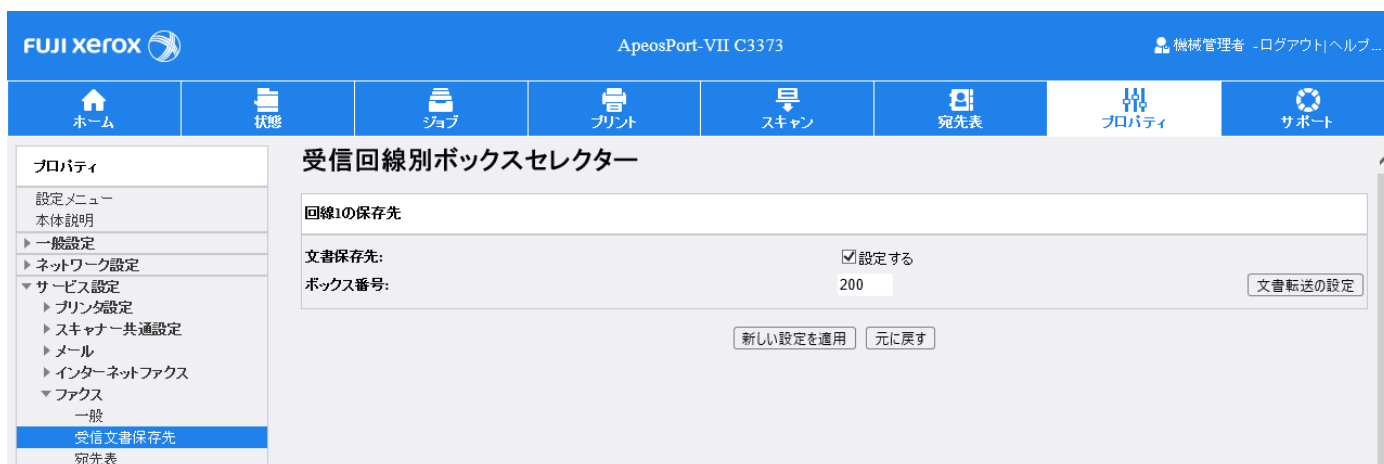 FUJI xerox
ApeosPort-VII C3373
機械管理者 -ログアウト|ヘルプ...
ホーム
状態
ジョブ
プリント
スキャン
宛先表
プロパティ
サポート
プロパティ
設定メニュー
本体説明
一般設定
ネットワーク設定
サービス設定
プリンタ設定
スキャナー共通設定
メール
インターネットファクス
ファクス
一般
受信文書保存先
宛先表
受信回線別ボックスセレクター
回線1の保存先
文書保存先: 設定する
ボックス番号: 200 文書転送の設定
新しい設定を適用 元に戻す